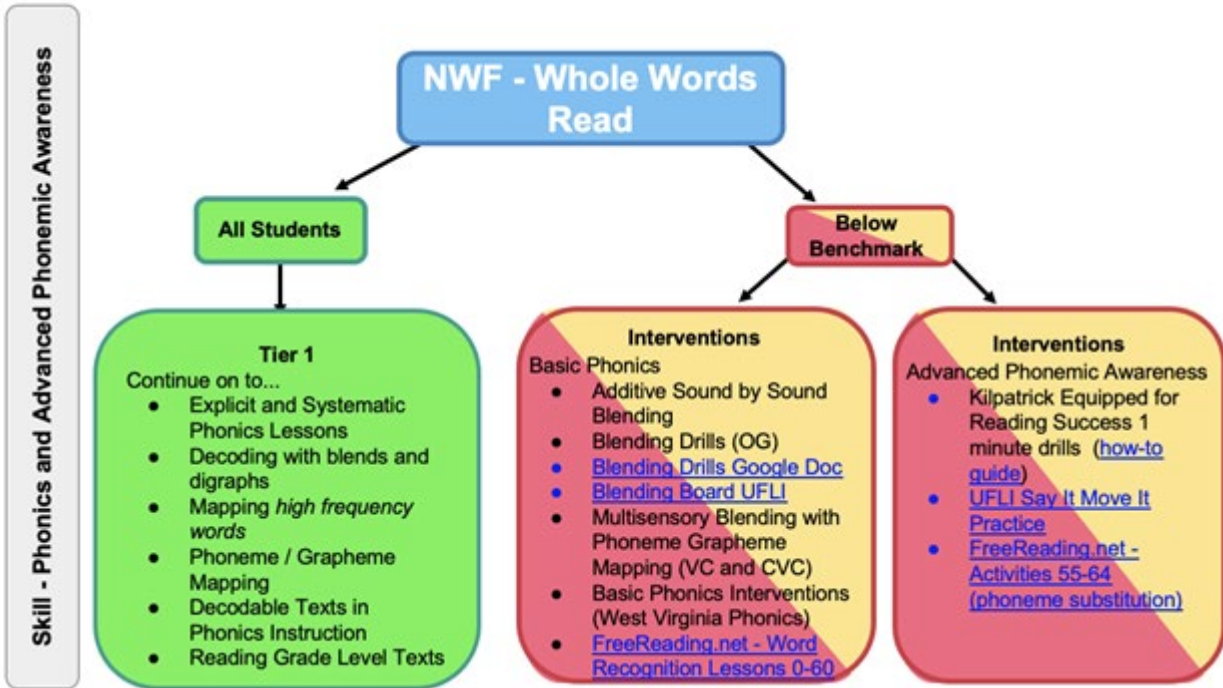 Skill - Phonics and Advanced Phonemic Awareness
NWF - Whole Words
Read
All Students
Below
Benchmark
Tier 1
Continue on to...
● Explicit and Systematic
Phonics Lessons
● Decoding with blends and
digraphs
● Mapping high frequency
words
● Phoneme / Grapheme
Mapping
● Decodable Texts in
Phonics Instruction
● Reading Grade Level Texts
Interventions
Basic Phonics
● Additive Sound by Sound
Blending
● Blending Drills (OG)
● Blending Drills Google Doc
● Blending Board UFLI
● Multisensory Blending with
Phoneme Grapheme
Mapping (VC and CVC)
● Basic Phonics Interventions
(West Virginia Phonics)
● FreeReading.net - Word
Recognition Lessons 0-60
Interventions
Advanced Phonemic Awareness
● Kilpatrick Equipped for
Reading Success 1
minute drills (how-to
guide)
● UFLI Say It Move It
Practice
● FreeReading.net -
Activities 55-64
(phoneme substitution)